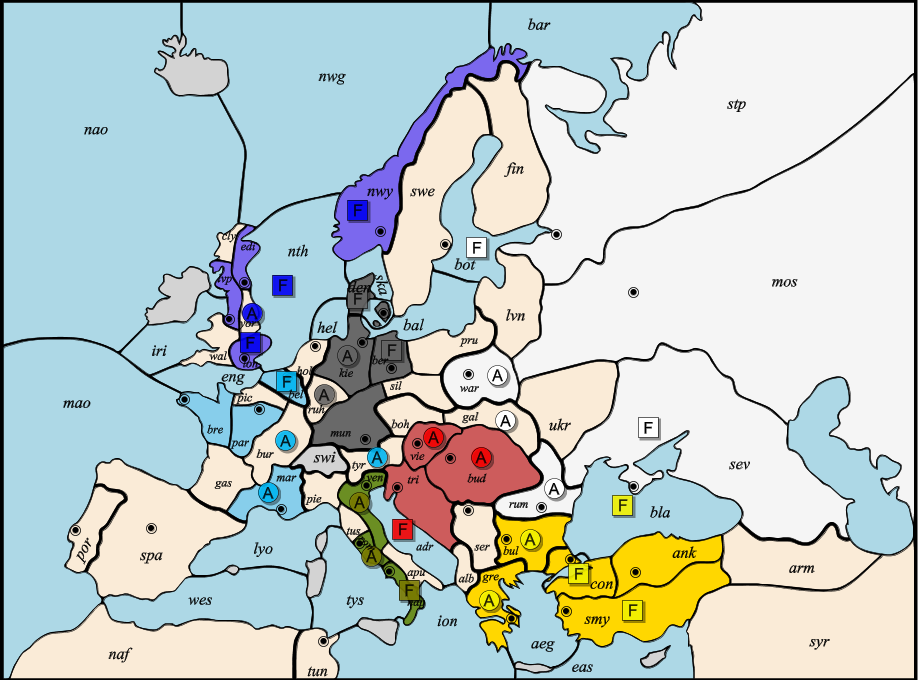 bar
nwg
stp
nao
fin
nwy
swe
F
cly
edi
nth
F
bot
mos
lvp
den
F
ska
lvn
yor
A
hel
bal
iri
wal
F
lon
hol
kie
A
ber
F
pru
eng
bel
F
sil
war
A
mao
pic
ruh
A
bre
par
bur
A
mun
boh
gal
A
ukr
F
vie
A
swi
tyr
A
bud
A
sev
gas
mar
A
pie
ven
A
tri
rum
A
F
bla
por
spa
lyo
tus
F
adr
ser
bul
A
ank
A
apu
alb
gre
A
F
con
arm
wes
tys
F
ion
smy
F
naf
tun
aeg
eas
syr